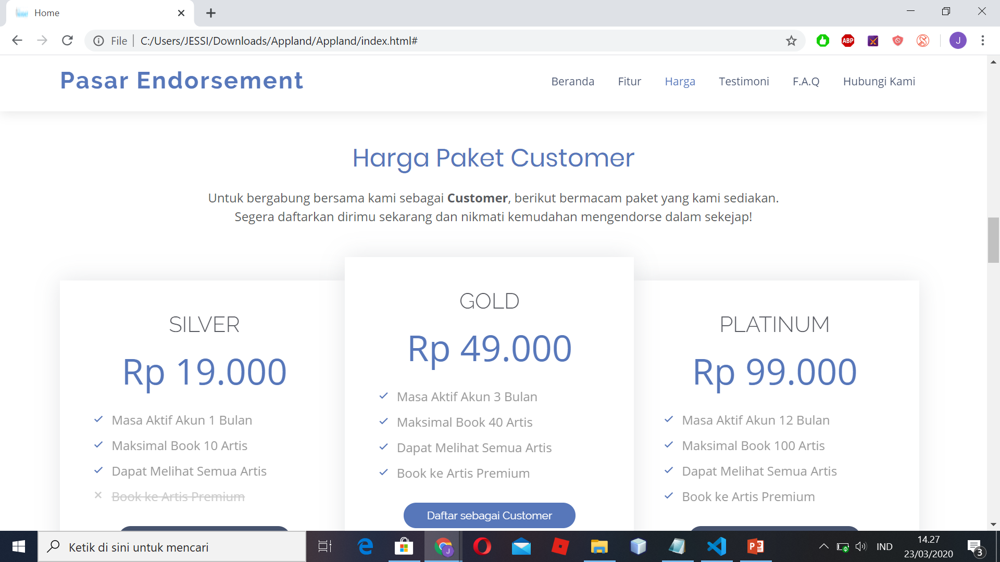 Home
File
C:/Users/JESSI/Downloads/Appland/Appland/index.html#
ABP
J
Pasar Endorsement
Beranda
Fitur
Harga
Testimoni
F.A.Q
Hubungi Kami
Harga Paket Customer
Untuk bergabung bersama kami sebagai Customer, berikut bermacam paket yang kami sediakan.
Segera daftarkan dirimu sekarang dan nikmati kemudahan mengendorse dalam sekejap!
SILVER
Rp 19.000
Masa Aktif Akun 1 Bulan
Maksimal Book 10 Artis
Dapat Melihat Semua Artis
Book ke Artis Premium
GOLD
Rp 49.000
Masa Aktif Akun 3 Bulan
Maksimal Book 40 Artis
Dapat Melihat Semua Artis
Book ke Artis Premium
Daftar sebagai Customer
PLATINUM
Rp 99.000
Masa Aktif Akun 12 Bulan
Maksimal Book 100 Artis
Dapat Melihat Semua Artis
Book ke Artis Premium
Ketik di sini untuk mencari
J
IND
14.27
23/03/2020
3